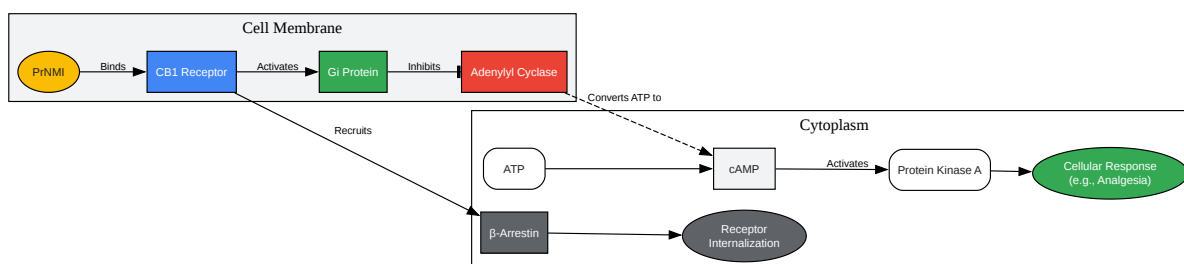 Cell Membrane
PrNMI
Binds
CB1 Receptor
Activates
Gi Protein
Inhibits
Adenylyl Cyclase
Converts ATP to
Recruits
Cytoplasm
ATP
cAMP
Activates
Protein Kinase A
Cellular Response
(e.g., Analgesia)
β-Arrestin
Receptor
Internalization